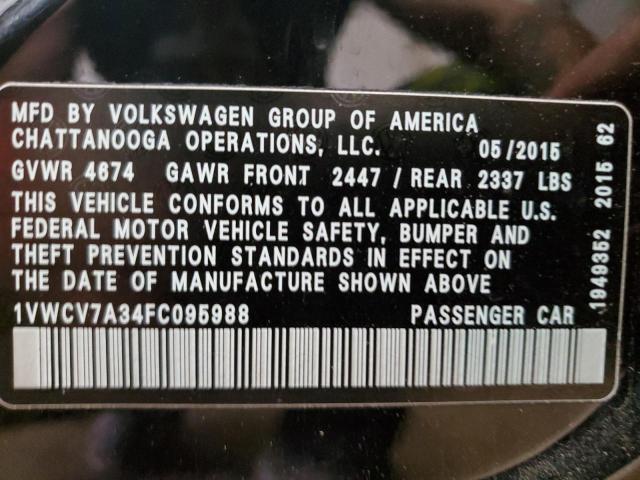 MFD BY VOLKSWAGEN GROUP OF AMERICA
CHATTANOOGA OPERATIONS, LLC. 05/2015
GVWR 4674 GAWR FRONT 2447 / REAR 2337 LBS
THIS VEHICLE CONFORMS TO ALL APPLICABLE U.S.
FEDERAL MOTOR VEHICLE SAFETY, BUMPER AND
THEFT PREVENTION STANDARDS IN EFFECT ON
THE DATE OF MANUFACTURE SHOWN ABOVE
1VWCV7A34FC095988 PASSENGER CAR
1949352 2015 62